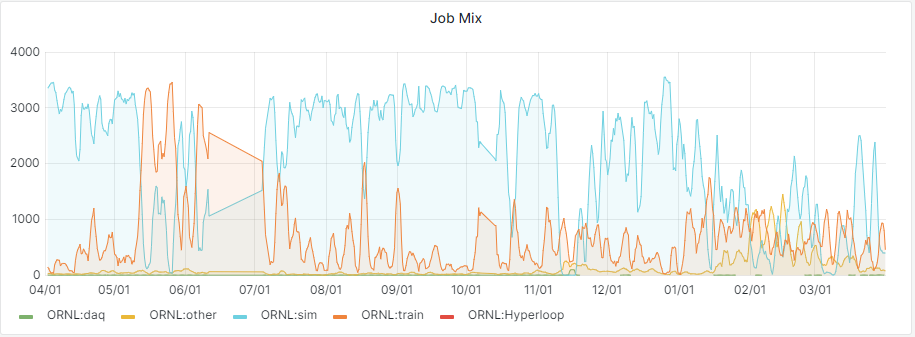 Job Mix
4000
3000
2000
1000
0
04/01 05/01 06/01 07/01 08/01 09/01 10/01 11/01 12/01 01/01 02/01 03/01
ORNL:daq ORNL:other ORNL:sim ORNL:train ORNL:Hyperloop